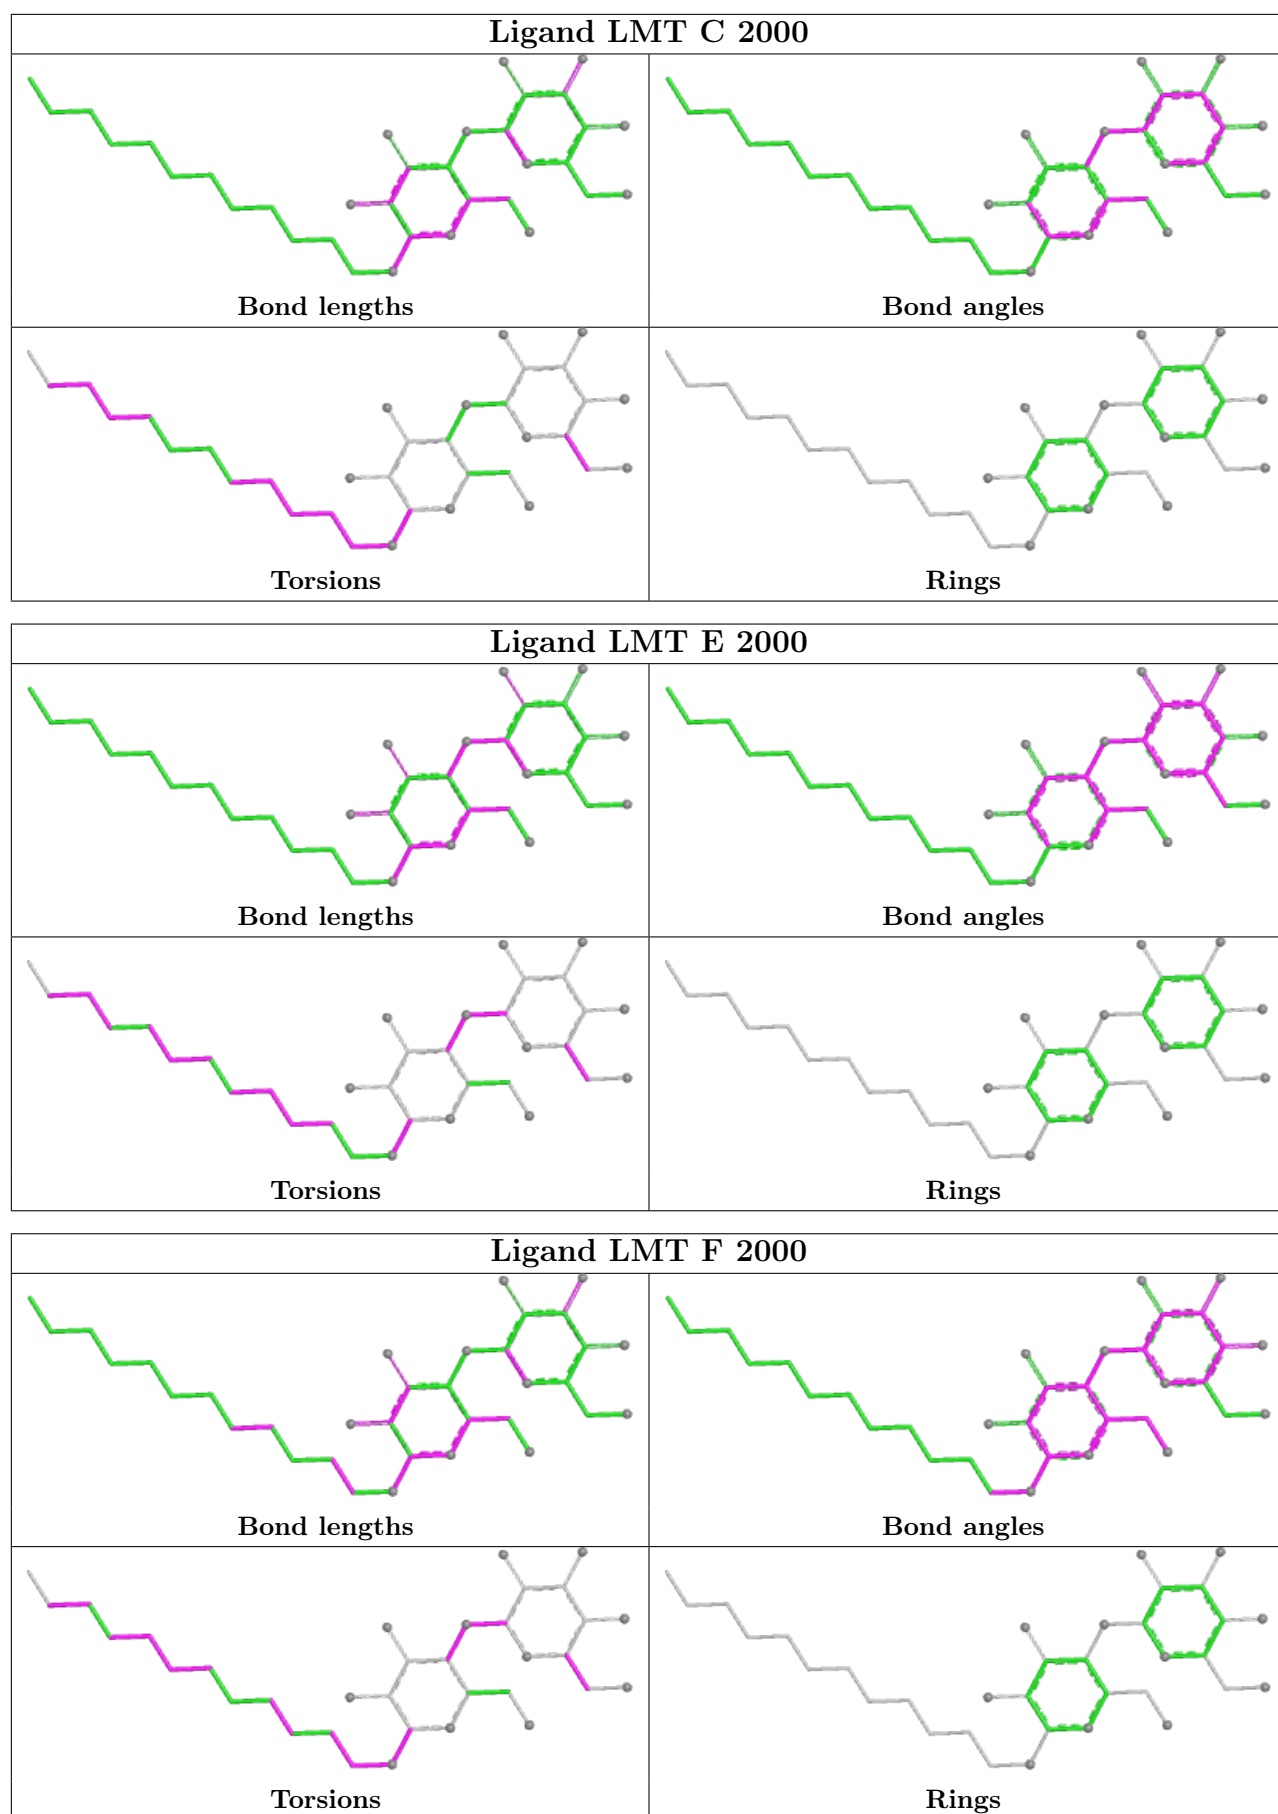 Ligand LMT C 2000
Bond lengths
Bond angles
Torsions
Rings
Ligand LMT E 2000
Bond lengths
Bond angles
Torsions
Rings
Ligand LMT F 2000
Bond lengths
Bond angles
Torsions
Rings